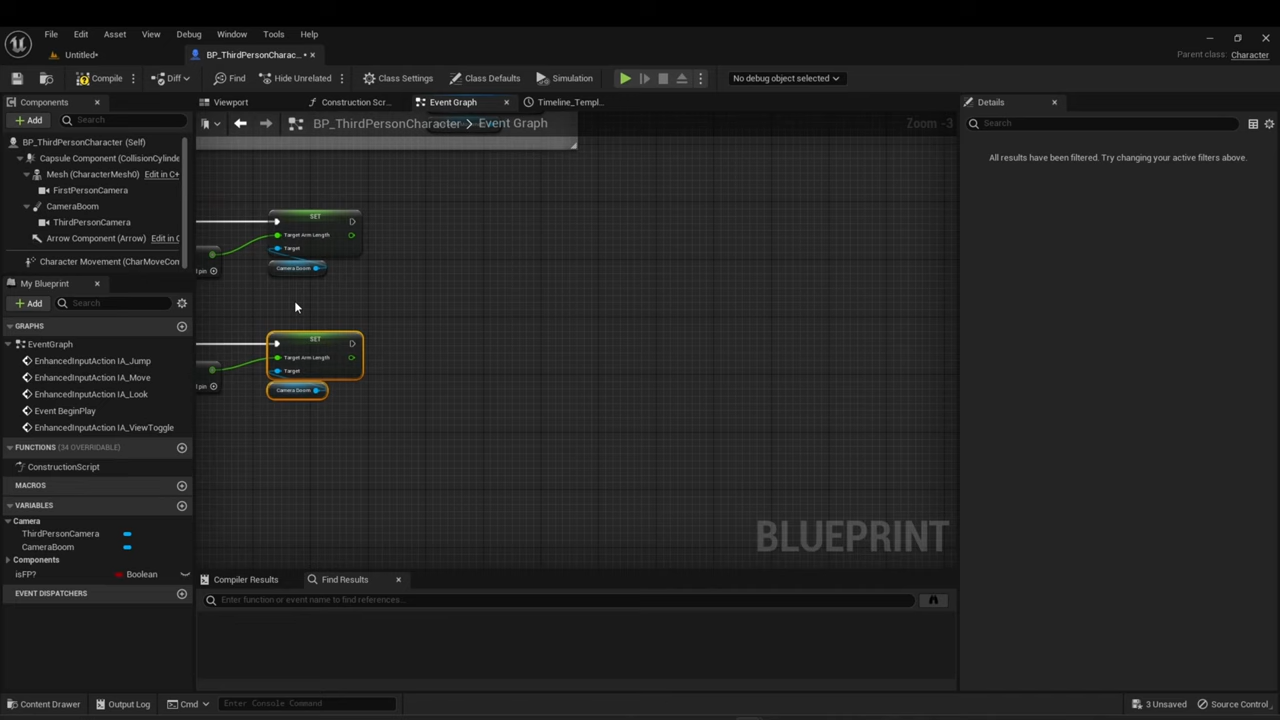 File Edit Asset View Debug Window Tools Help
Untitled*
BP_ThirdPersonCharac...
Parent class: Character
Compile Diff Find Hide Unrelated Class Settings Class Defaults Simulation No debug object selected
Components
Viewport Construction Scr... Event Graph Timeline_Templ...
Details
Add Search
BP_ThirdPersonCharacter > Event Graph
Zoom -3
Search
BP_ThirdPersonCharacter (Self)
Capsule Component (CollisionCylinde
Mesh (CharacterMesh0) Edit in C+
FirstPersonCamera
CameraBoom
ThirdPersonCamera
Arrow Component (Arrow) Edit in C
Character Movement (CharMoveCon
All results have been filtered. Try changing your active filters above.
SET
Target Arm Length
Target
Camera Boom
l pin
My Blueprint
Add Search
GRAPHS
EventGraph
EnhancedInputAction IA_Jump
EnhancedInputAction IA_Move
EnhancedInputAction IA_Look
Event BeginPlay
EnhancedInputAction IA_ViewToggle
SET
Target Arm Length
Target
Camera Boom
l pin
FUNCTIONS (34 OVERRIDABLE)
ConstructionScript
MACROS
VARIABLES
Camera
ThirdPersonCamera
CameraBoom
Components
isFP? Boolean
EVENT DISPATCHERS
BLUEPRINT
Compiler Results Find Results
Enter function or event name to find references...
Content Drawer Output Log Cmd Enter Console Command 3 Unsaved Source Control